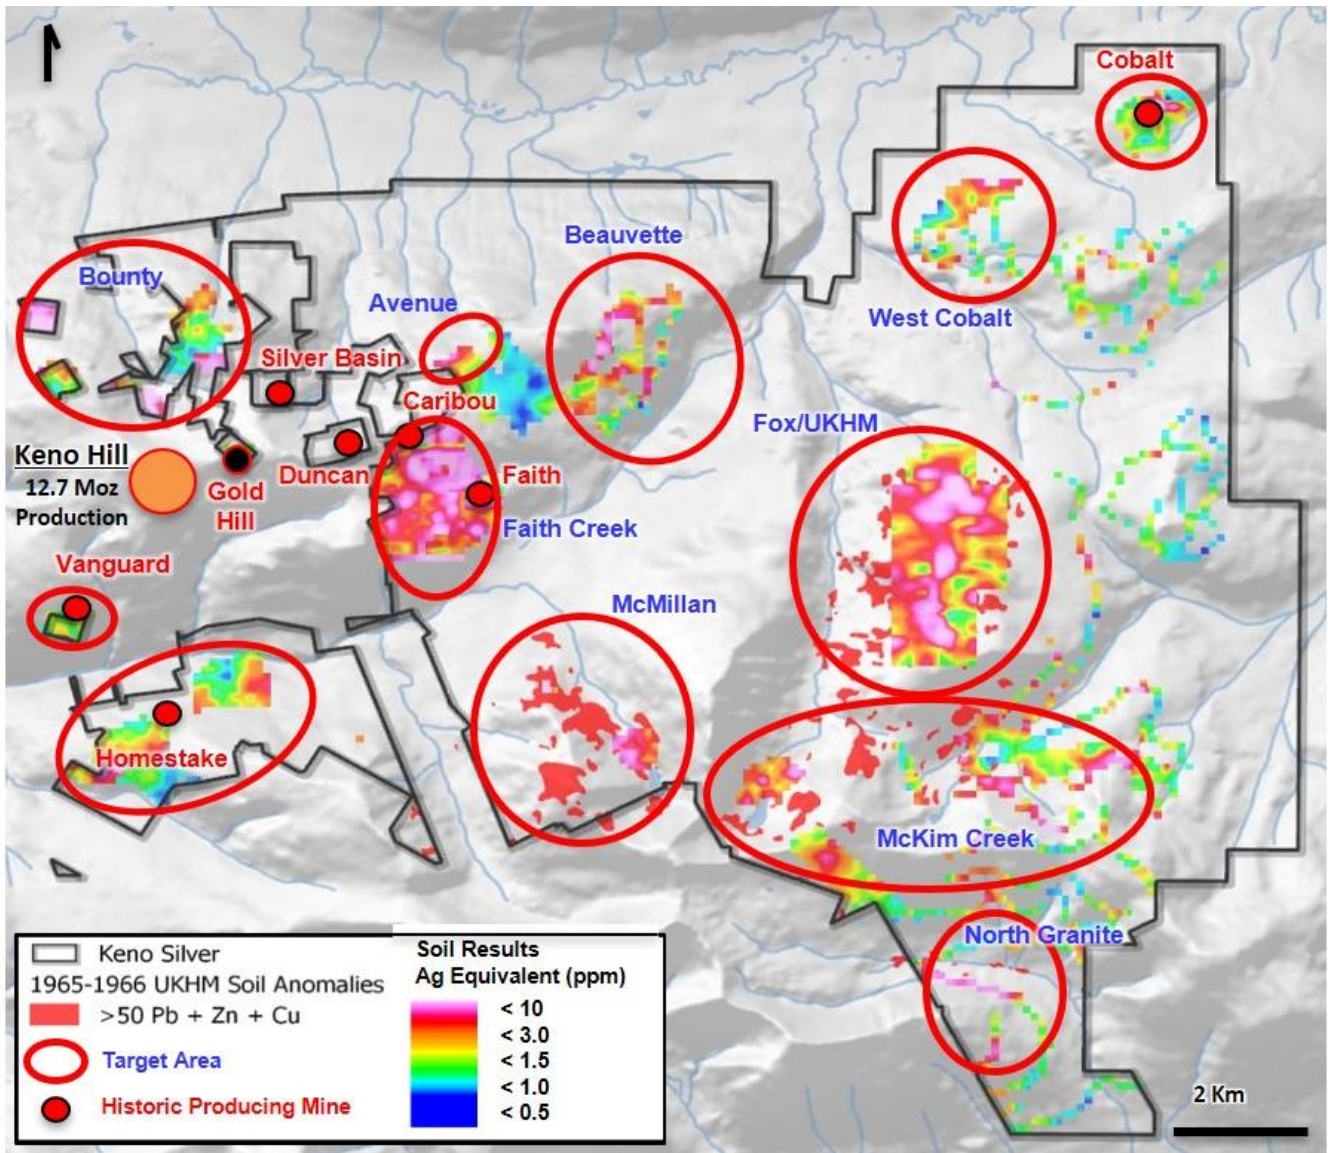 Cobalt
Beauvette
Bounty
Avenue
West Cobalt
Silver Basin
Caribou
Fox/UKHM
Keno Hill
12.7 Moz
Production
Gold
Hill
Duncan
Faith
Faith Creek
Vanguard
McMillan
Homestake
McKim Creek
North Granite
Keno Silver
1965-1966 UKHM Soil Anomalies
>50 Pb + Zn + Cu
Target Area
Historic Producing Mine
Soil Results
Ag Equivalent (ppm)
< 10
< 3.0
< 1.5
< 1.0
< 0.5
2 Km